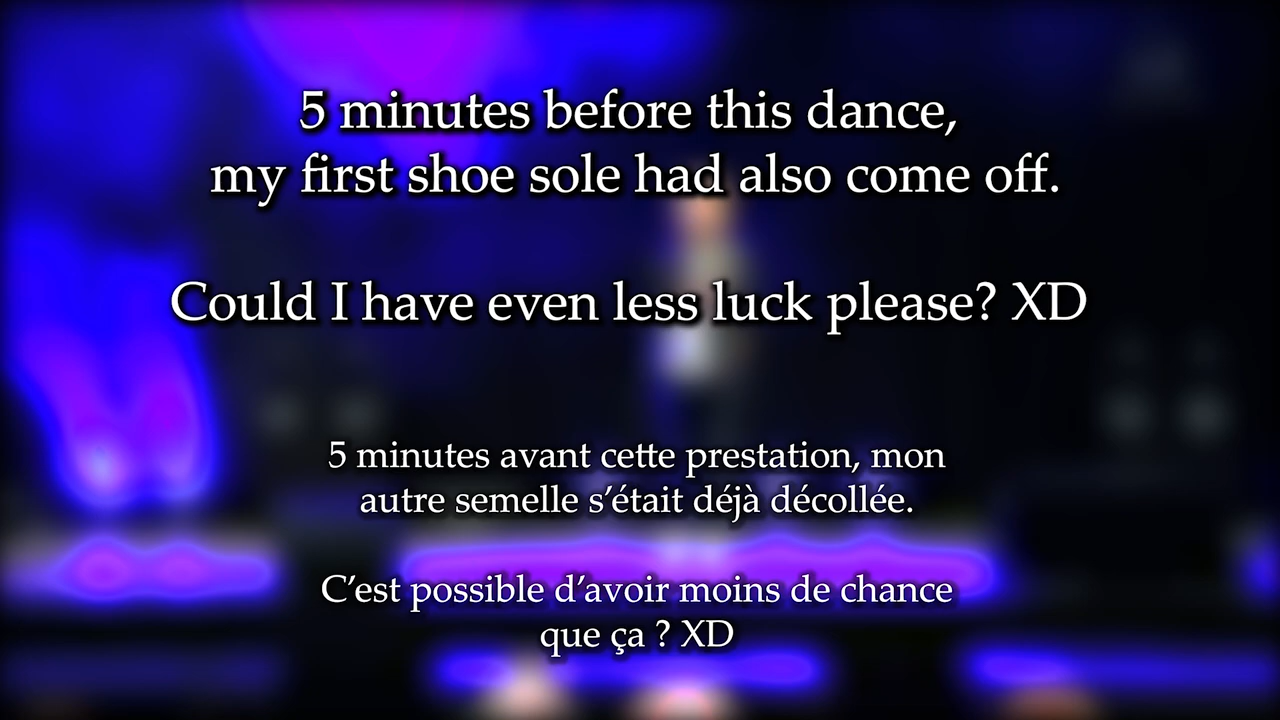 5 minutes before this dance,
my first shoe sole had also come off.
Could I have even less luck please? XD
5 minutes avant cette prestation, mon
autre semelle s’était déjà décollée.
C’est possible d’avoir moins de chance
que ça ? XD